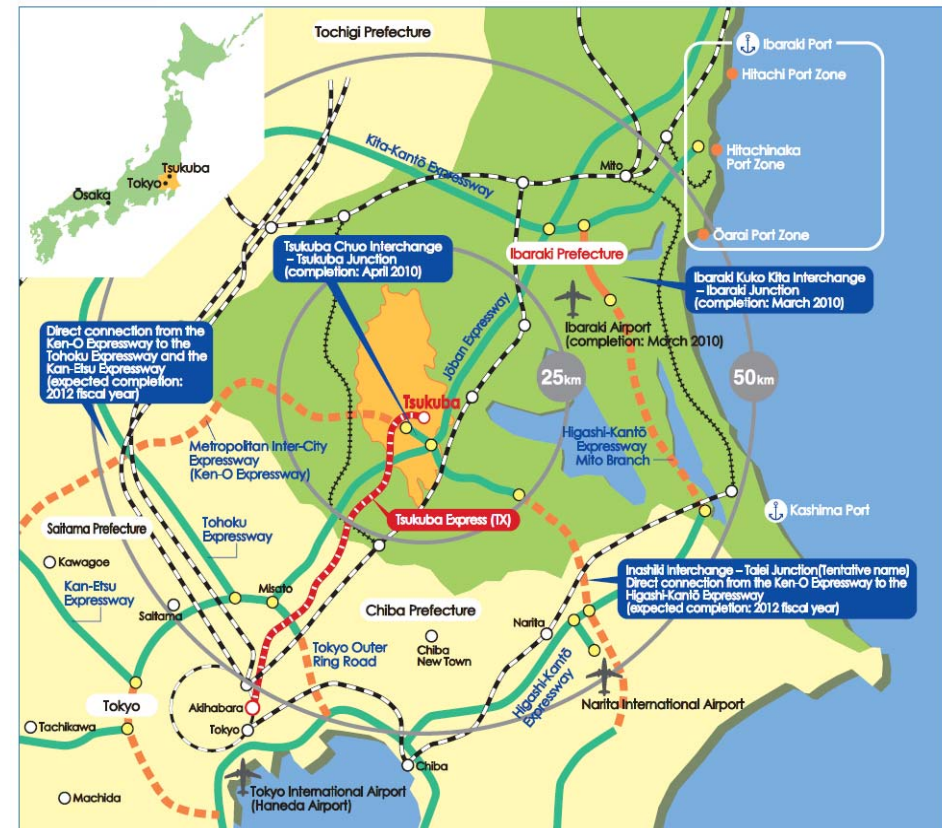 Tochigi Prefecture
Ibaraki Port
Hitachi Port Zone
Hitachinaka
Port Zone
Ōarai Port Zone
Tsukuba
Tokyo
Ōsaka
Kita-Kantō Expressway
Mito
Tsukuba Chuo Interchange
– Tsukuba Junction
(completion: April 2010)
Ibaraki Prefecture
Ibaraki Kuko Kita Interchange
– Ibaraki Junction
(completion: March 2010)
Direct connection from the
Ken-O Expressway to the
Tohoku Expressway and the
Kan-Etsu Expressway
(expected completion:
2012 fiscal year)
Jōban Expressway
Ibaraki Airport
(completion: March 2010)
25km
50km
Tsukuba
Metropolitan Inter-City
Expressway
(Ken-O Expressway)
Higashi-Kantō
Expressway
Mito Branch
Tsukuba Express (TX)
Kashima Port
Saitama Prefecture
Tohoku
Expressway
Kawagoe
Kan-Etsu
Expressway
Saitama
Misato
Inashiki Interchange – Taiei Junction(Tentative name)
Direct connection from the Ken-O Expressway to the
Higashi-Kantō Expressway
(expected completion: 2012 fiscal year)
Chiba Prefecture
Chiba
New Town
Narita
Tokyo Outer
Ring Road
Higashi-Kantō
Expressway
Narita International Airport
Tokyo
Akihabara
Tokyo
Tachikawa
Chiba
Machida
Tokyo International Airport
(Haneda Airport)